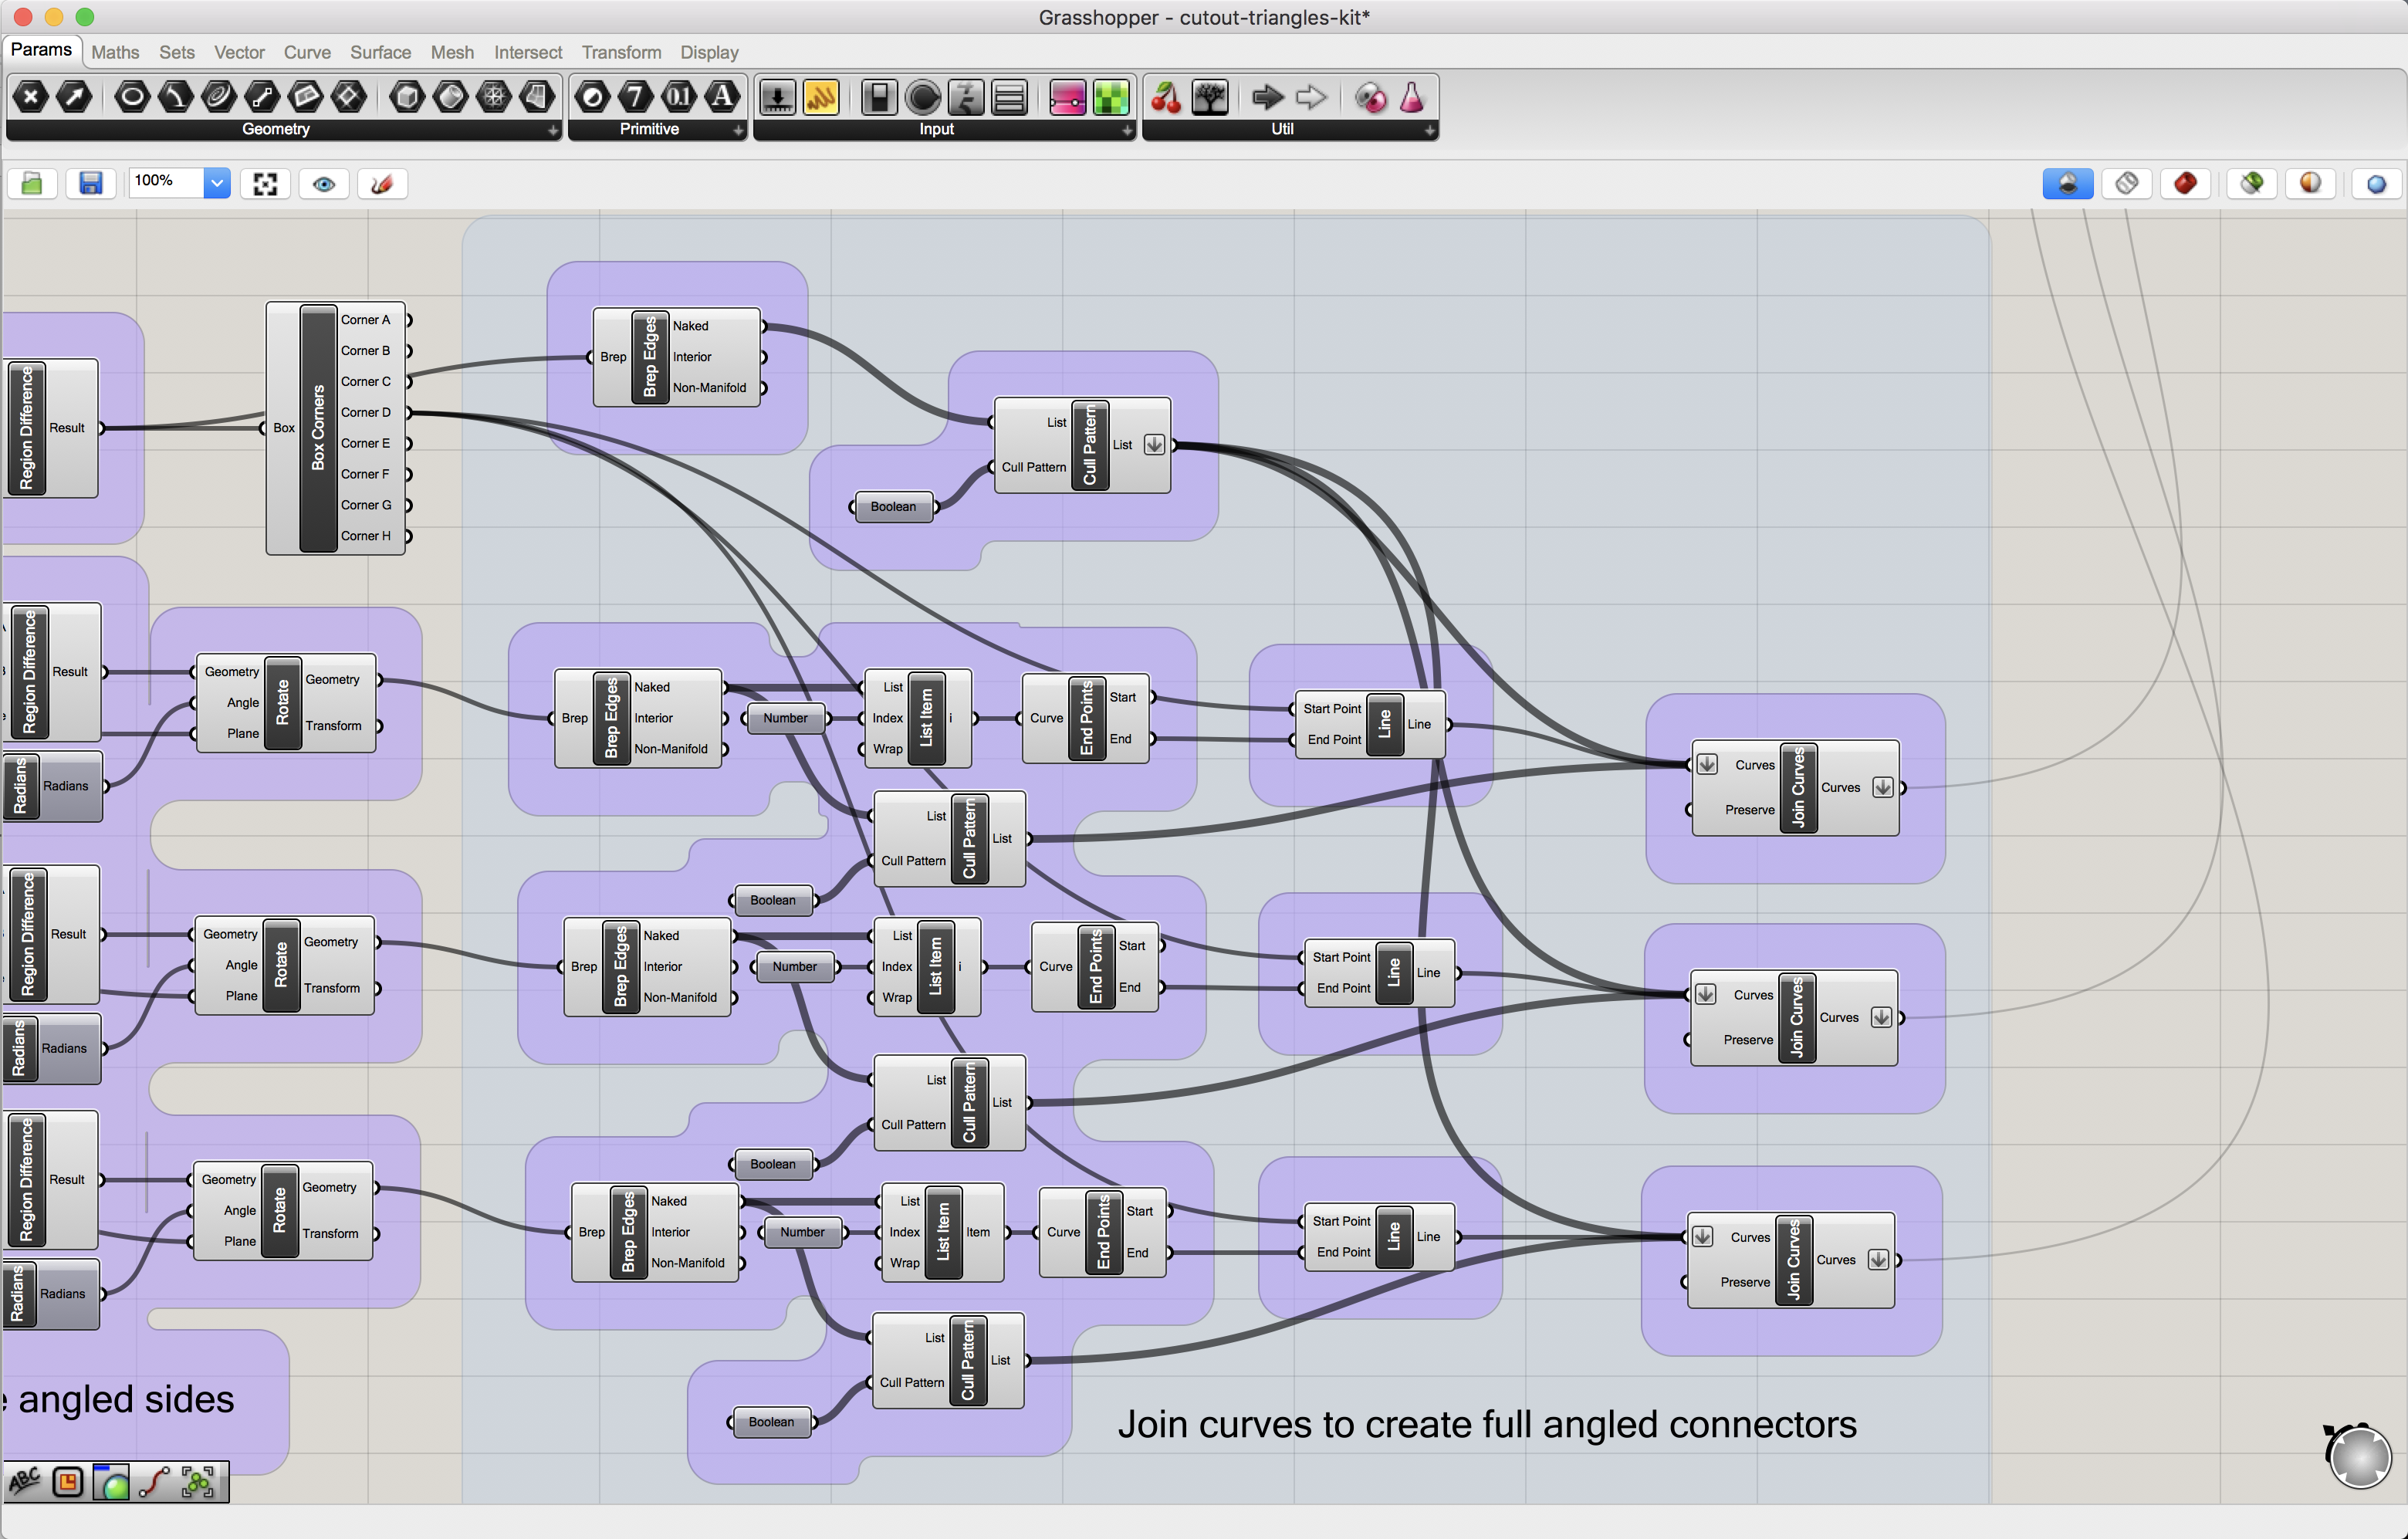 Grasshopper - cutout-triangles-kit*
Params Maths Sets Vector Curve Surface Mesh Intersect Transform Display
Geometry Primitive Input Util
100%
Region Difference Result
Box Box Corners Corner A
Corner B
Corner C
Corner D
Corner E
Corner F
Corner G
Corner H
Brep Brep Edges Naked
Interior
Non-Manifold
List
Cull Pattern Cull Pattern List
Boolean
Region Difference Result
Radians Radians
Geometry
Angle
Plane Rotate Geometry
Transform
Brep Brep Edges Naked
Interior
Non-Manifold
Number
List
Index
Wrap List Item i
Curve End Points Start
End
Start Point
End Point Line Line
Curves
Preserve Join Curves Curves
List
Cull Pattern Cull Pattern List
Boolean
Region Difference Result
Radians Radians
Geometry
Angle
Plane Rotate Geometry
Transform
Brep Brep Edges Naked
Interior
Non-Manifold
Number
List
Index
Wrap List Item i
Curve End Points Start
End
Start Point
End Point Line Line
Curves
Preserve Join Curves Curves
List
Cull Pattern Cull Pattern List
Boolean
Region Difference Result
Radians Radians
Geometry
Angle
Plane Rotate Geometry
Transform
Brep Brep Edges Naked
Interior
Non-Manifold
Number
List
Index
Wrap List Item Item
Curve End Points Start
End
Start Point
End Point Line Line
Curves
Preserve Join Curves Curves
List
Cull Pattern Cull Pattern List
Boolean
angled sides
Join curves to create full angled connectors
ABC